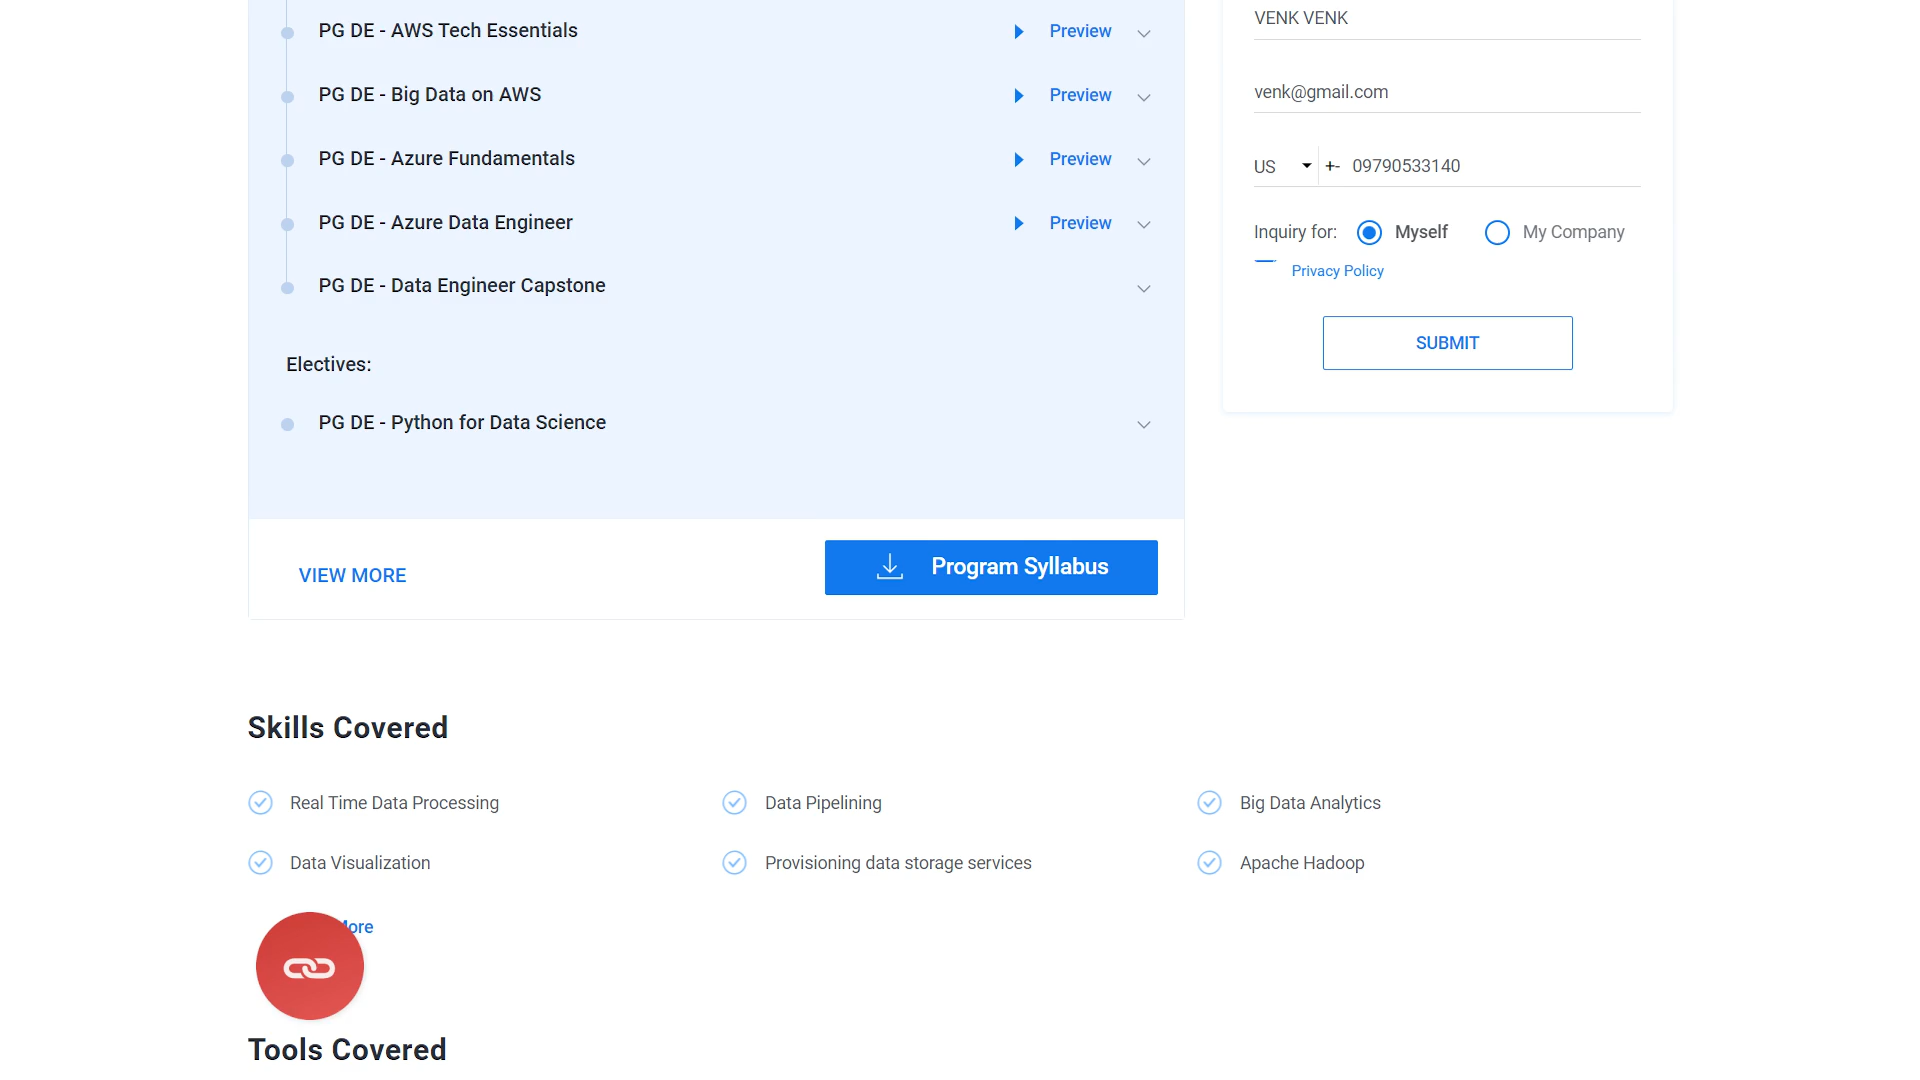 PG DE - AWS Tech Essentials
Preview
PG DE - Big Data on AWS
Preview
PG DE - Azure Fundamentals
Preview
PG DE - Azure Data Engineer
Preview
PG DE - Data Engineer Capstone
Electives:
PG DE - Python for Data Science
VIEW MORE
Program Syllabus
VENK VENK
venk@gmail.com
US
+- 09790533140
Inquiry for: Myself My Company
Privacy Policy
SUBMIT
Skills Covered
Real Time Data Processing
Data Pipelining
Big Data Analytics
Data Visualization
Provisioning data storage services
Apache Hadoop
More
Tools Covered